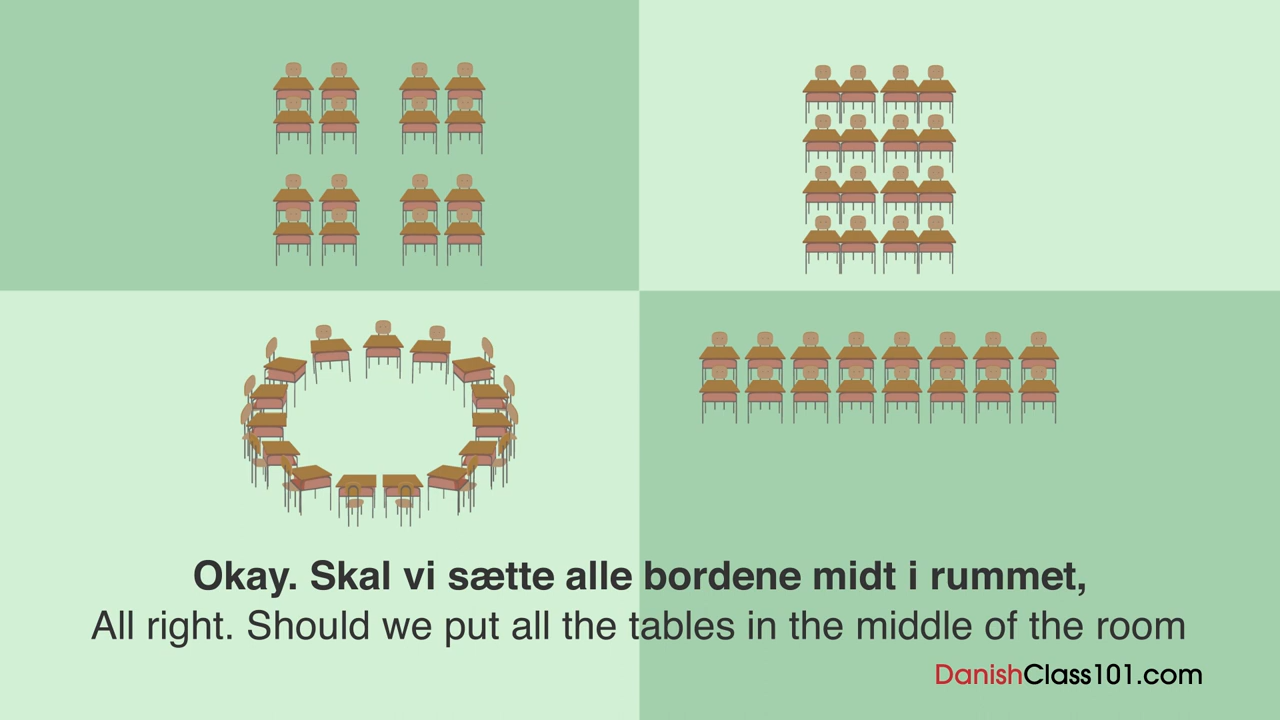 Okay. Skal vi sætte alle bordene midt i rummet,
All right. Should we put all the tables in the middle of the room
DanishClass101.com